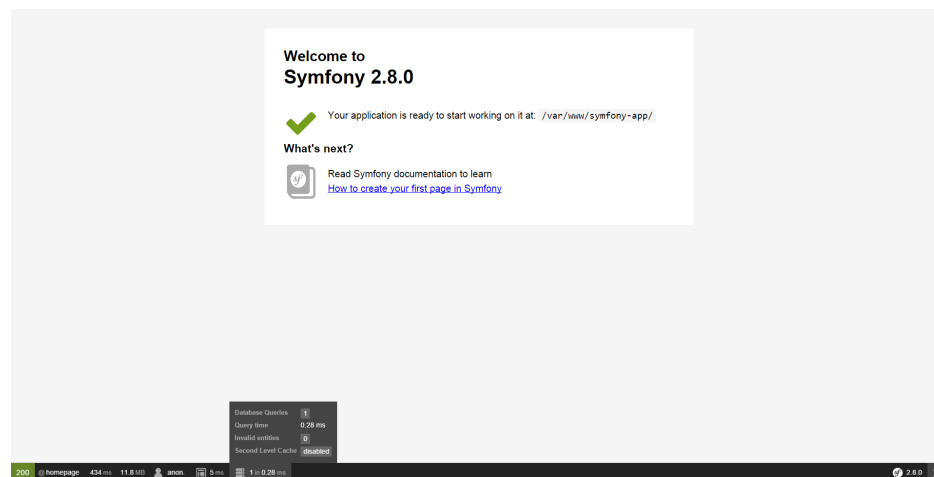 Welcome to
Symfony 2.8.0
Your application is ready to start working on it at: /var/www/symfony-app/
What's next?
Read Symfony documentation to learn
How to create your first page in Symfony
Database Queries 1
Query time 0.28 ms
Invalid entities 0
Second Level Cache disabled
200 @ homepage 434 ms 11.8 MB anon. 5 ms 1 in 0.28 ms 2.8.0